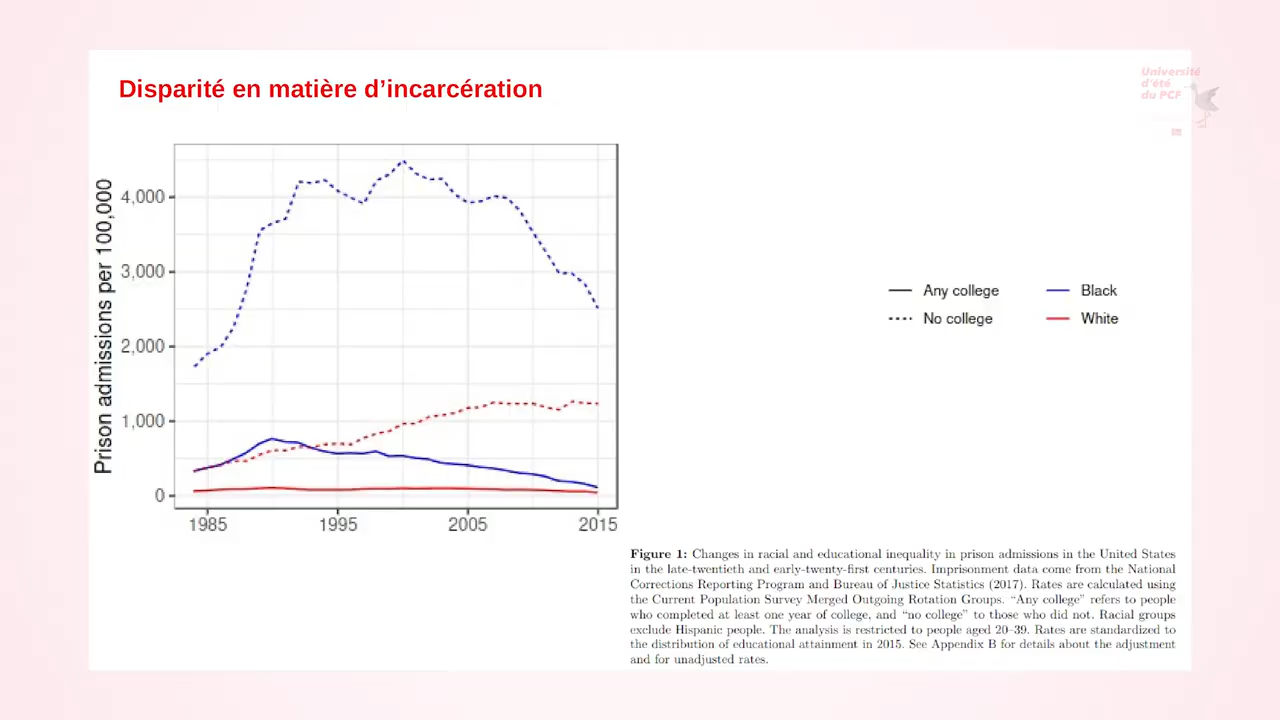 Disparité en matière d’incarcération
Université
d'été
du PCF
Prison admissions per 100,000
4,000
3,000
2,000
1,000
0
1985 1995 2005 2015
Any college Black
No college White
Figure 1: Changes in racial and educational inequality in prison admissions in the United States
in the late-twentieth and early-twenty-first centuries. Imprisonment data come from the National
Corrections Reporting Program and Bureau of Justice Statistics (2017). Rates are calculated using
the Current Population Survey Merged Outgoing Rotation Groups. “Any college” refers to people
who completed at least one year of college, and “no college” to those who did not. Racial groups
exclude Hispanic people. The analysis is restricted to people aged 20–39. Rates are standardized to
the distribution of educational attainment in 2015. See Appendix B for details about the adjustment
and for unadjusted rates.